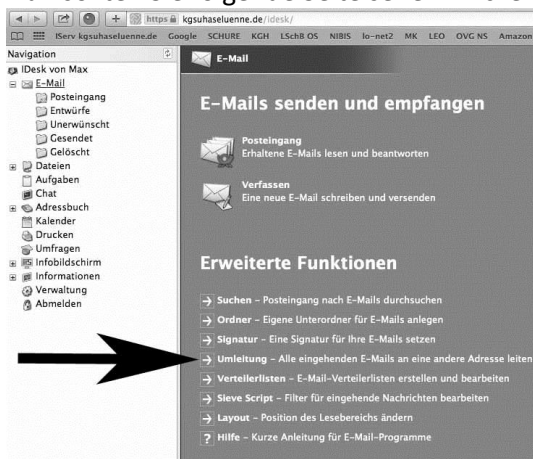 https kgsuhaseluenne.de/idesk/
IServ kgsuhaseluenne.de Google SCHURE KGH LSchB OS NIBIS lo-net2 MK LEO OVG NS Amazon
Navigation
IDesk von Max
E-Mail
Posteingang
Entwürfe
Unerwünscht
Gesendet
Gelöscht
Dateien
Aufgaben
Chat
Adressbuch
Kalender
Drucken
Umfragen
Infobildschirm
Informationen
Verwaltung
Abmelden
E-Mail
E-Mails senden und empfangen
Posteingang
Erhaltene E-Mails lesen und beantworten
Verfassen
Eine neue E-Mail schreiben und versenden
Erweiterte Funktionen
Suchen – Posteingang nach E-Mails durchsuchen
Ordner – Eigene Unterordner für E-Mails anlegen
Signatur – Eine Signatur für Ihre E-Mails setzen
Umleitung – Alle eingehenden E-Mails an eine andere Adresse leiten
Verteilerlisten – E-Mail-Verteilerlisten erstellen und bearbeiten
Sieve Script – Filter für eingehende Nachrichten bearbeiten
Layout – Position des Lesebereichs ändern
? Hilfe – Kurze Anleitung für E-Mail-Programme